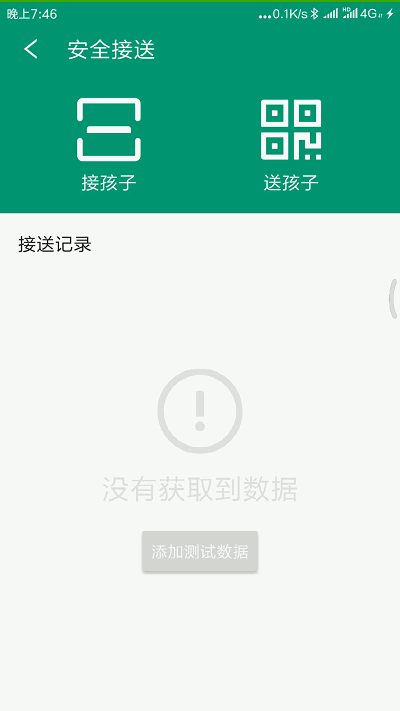 晚上7:46
...0.1K/s HD 4G
安全接送
接孩子
送孩子
接送记录
没有获取到数据
添加测试数据